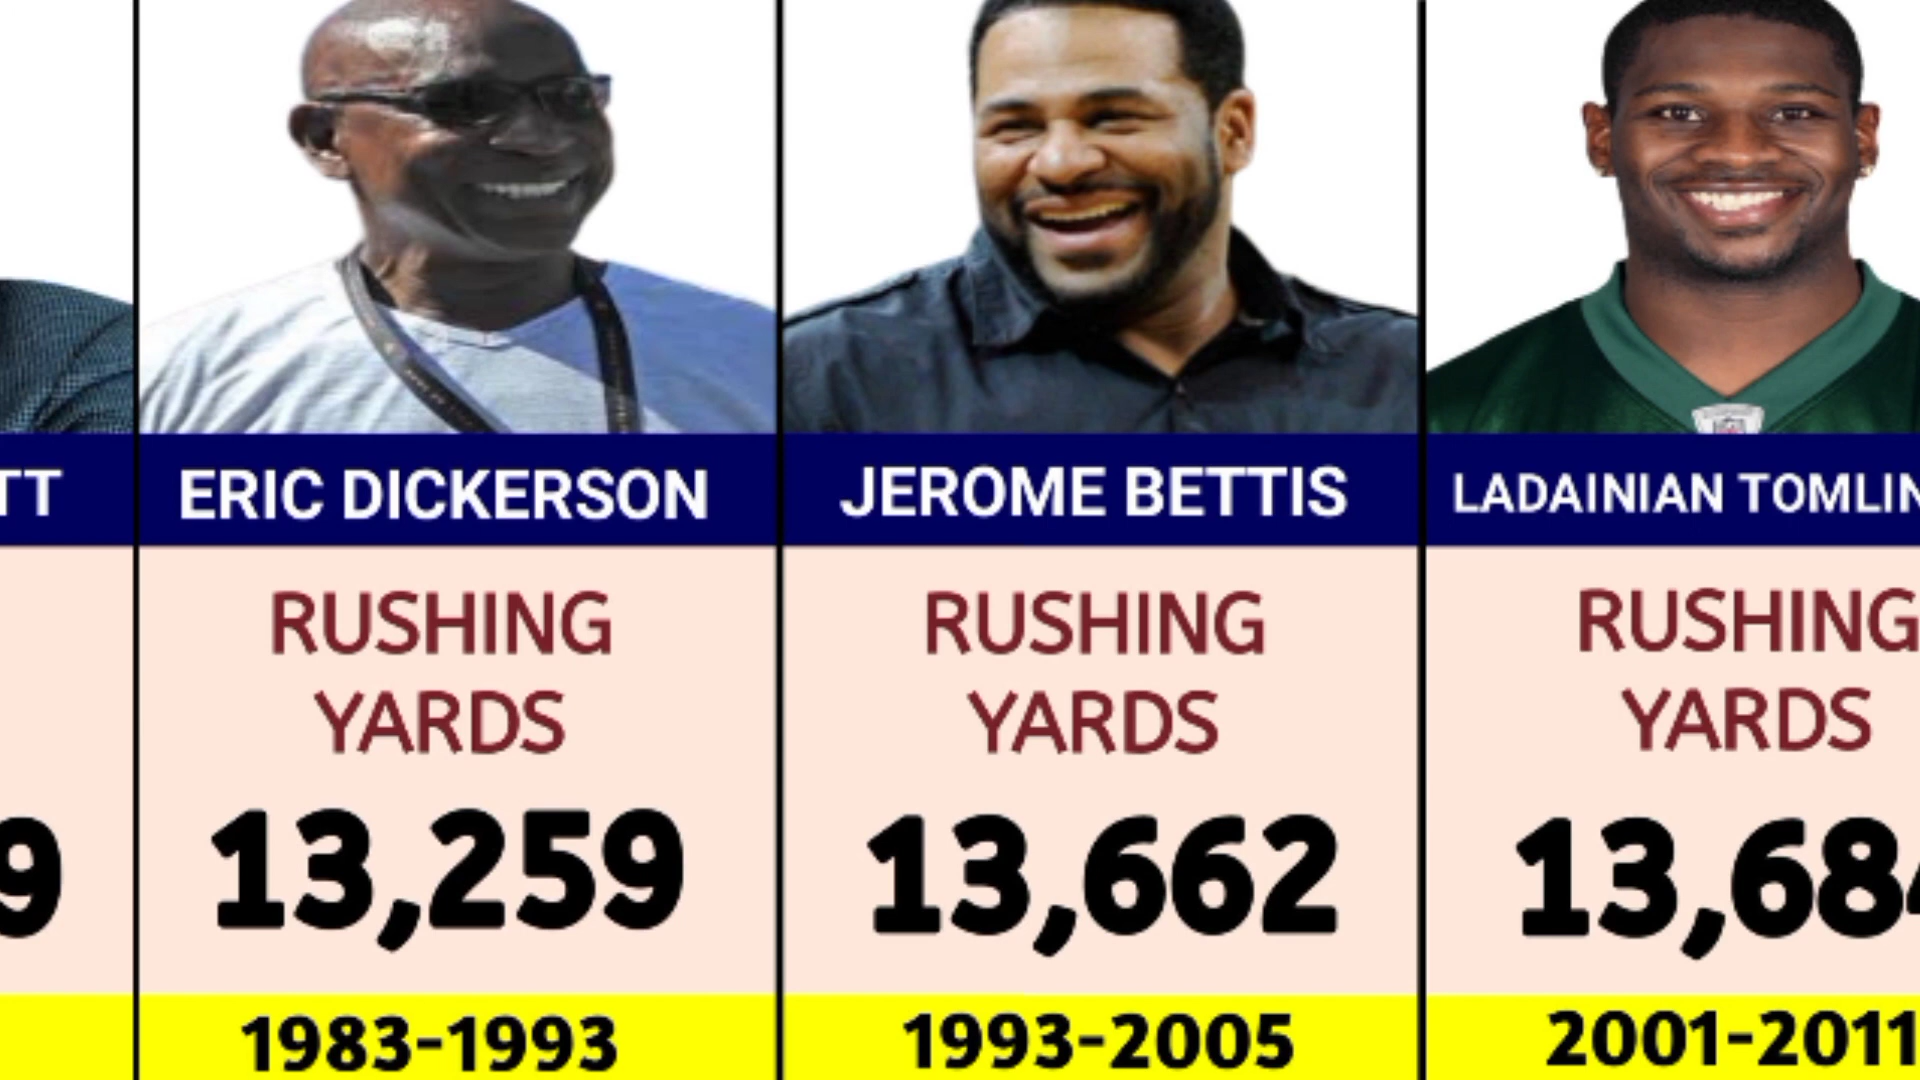 TT
ERIC DICKERSON
JEROME BETTIS
LADAINIAN TOMLIN
RUSHING
YARDS
RUSHING
YARDS
RUSHING
YARDS
9
13,259
13,662
13,684
1983-1993
1993-2005
2001-2011